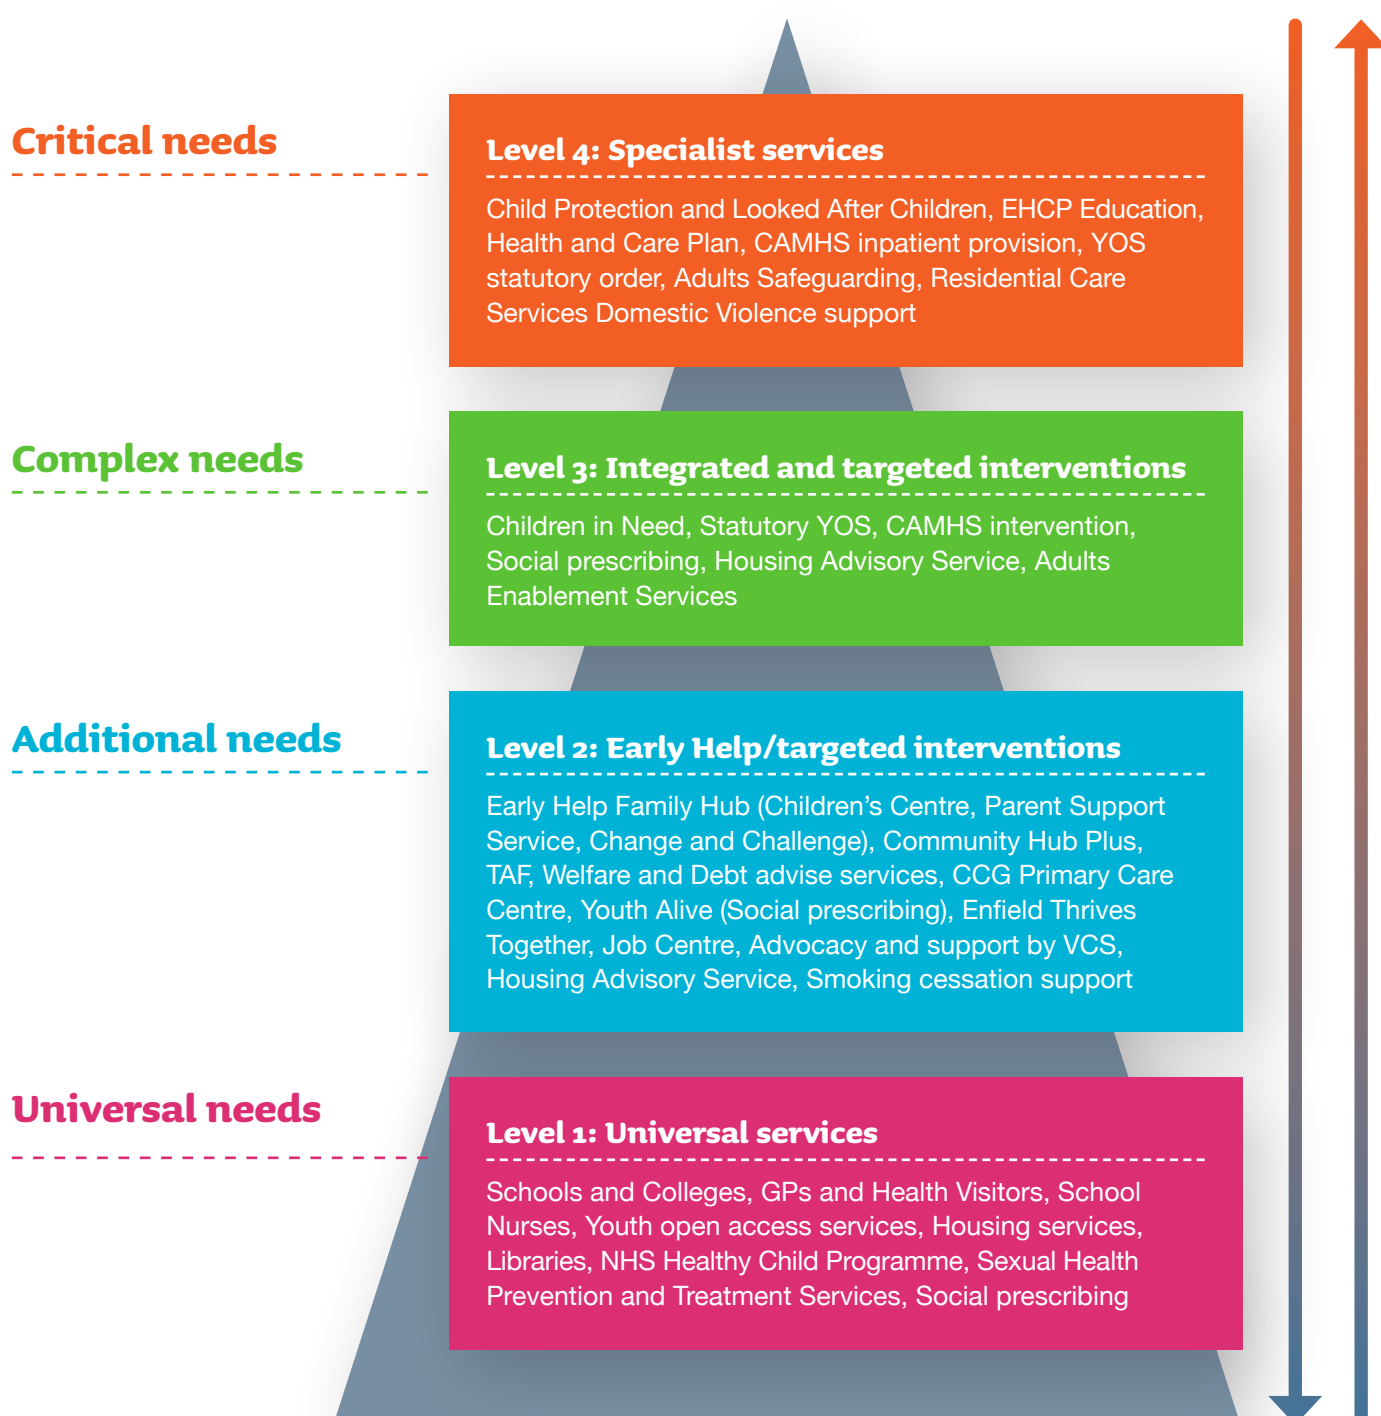 Critical needs
Level 4: Specialist services
Child Protection and Looked After Children, EHCP Education,
Health and Care Plan, CAMHS inpatient provision, YOS
statutory order, Adults Safeguarding, Residential Care
Services Domestic Violence support
Complex needs
Level 3: Integrated and targeted interventions
Children in Need, Statutory YOS, CAMHS intervention,
Social prescribing, Housing Advisory Service, Adults
Enablement Services
Additional needs
Level 2: Early Help/targeted interventions
Early Help Family Hub (Children’s Centre, Parent Support
Service, Change and Challenge), Community Hub Plus,
TAF, Welfare and Debt advise services, CCG Primary Care
Centre, Youth Alive (Social prescribing), Enfield Thrives
Together, Job Centre, Advocacy and support by VCS,
Housing Advisory Service, Smoking cessation support
Universal needs
Level 1: Universal services
Schools and Colleges, GPs and Health Visitors, School
Nurses, Youth open access services, Housing services,
Libraries, NHS Healthy Child Programme, Sexual Health
Prevention and Treatment Services, Social prescribing